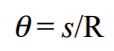 θ = s/R